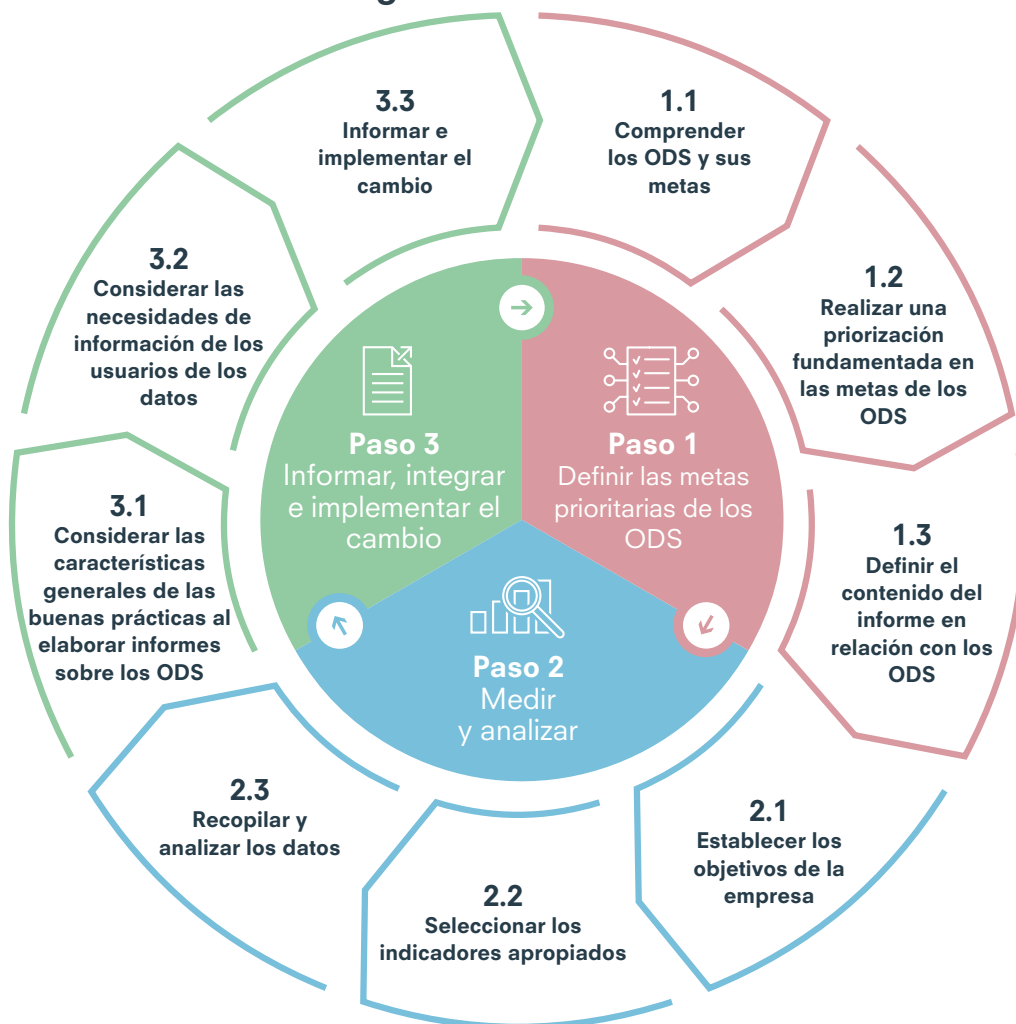 g
1.1
Comprender
los ODS y sus
metas
1.2
Realizar una
priorización
fundamentada en
las metas de los
ODS
1.3
Definir el
contenido del
informe en
relación con los
ODS
2.1
Establecer los
objetivos de la
empresa
2.2
Seleccionar los
indicadores apropiados
2.3
Recopilar y
analizar los datos
3.1
Considerar las
características
generales de las
buenas prácticas al
elaborar informes
sobre los ODS
3.2
Considerar las
necesidades de
información de los
usuarios de los
datos
3.3
Informar e
implementar el
cambio
Paso 1
Definir las metas
prioritarias de los
ODS
Paso 2
Medir
y analizar
Paso 3
Informar, integrar
e implementar el
cambio